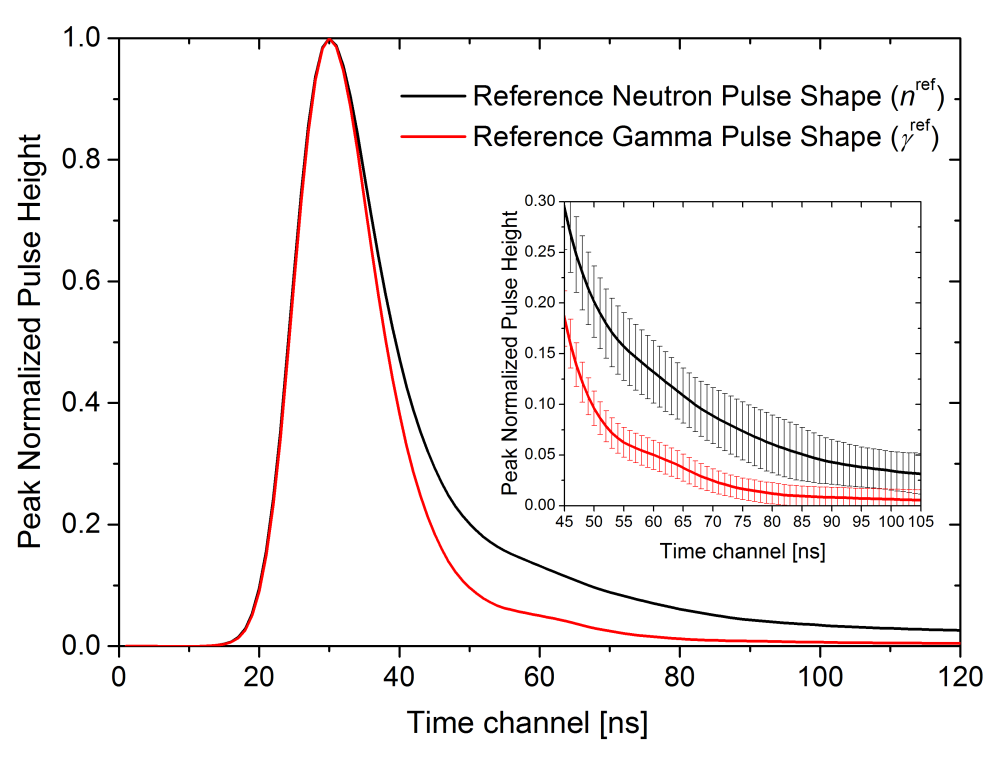 Reference Neutron Pulse Shape (n^ref)
Reference Gamma Pulse Shape (γ^ref)
Peak Normalized Pulse Height
1.0
0.8
0.6
0.4
0.2
0.0
0 20 40 60 80 100 120
Time channel [ns]
Peak Normalized Pulse Height
0.30
0.25
0.20
0.15
0.10
0.05
0.00
45 50 55 60 65 70 75 80 85 90 95 100 105
Time channel [ns]